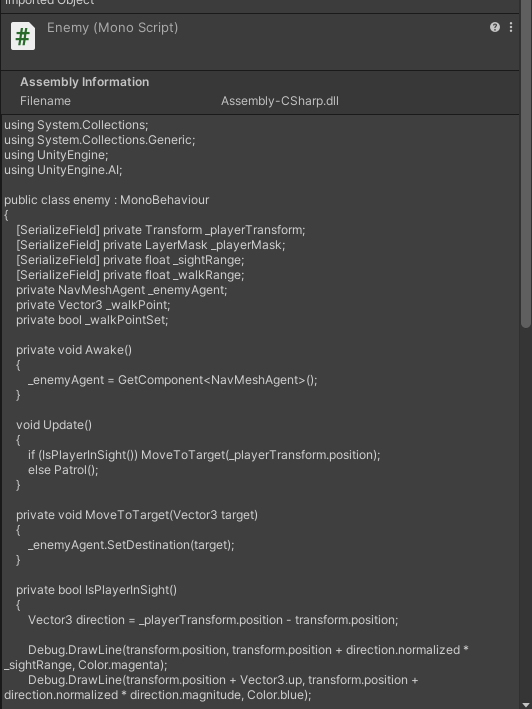 Imported Object
Enemy (Mono Script)
Assembly Information
Filename Assembly-CSharp.dll
using System.Collections;
using System.Collections.Generic;
using UnityEngine;
using UnityEngine.AI;
public class enemy : MonoBehaviour
{
[SerializeField] private Transform _playerTransform;
[SerializeField] private LayerMask _playerMask;
[SerializeField] private float _sightRange;
[SerializeField] private float _walkRange;
private NavMeshAgent _enemyAgent;
private Vector3 _walkPoint;
private bool _walkPointSet;
private void Awake()
{
_enemyAgent = GetComponent<NavMeshAgent>();
}
void Update()
{
if (IsPlayerInSight()) MoveToTarget(_playerTransform.position);
else Patrol();
}
private void MoveToTarget(Vector3 target)
{
_enemyAgent.SetDestination(target);
}
private bool IsPlayerInSight()
{
Vector3 direction = _playerTransform.position - transform.position;
Debug.DrawLine(transform.position, transform.position + direction.normalized *
_sightRange, Color.magenta);
Debug.DrawLine(transform.position + Vector3.up, transform.position +
direction.normalized * direction.magnitude, Color.blue);